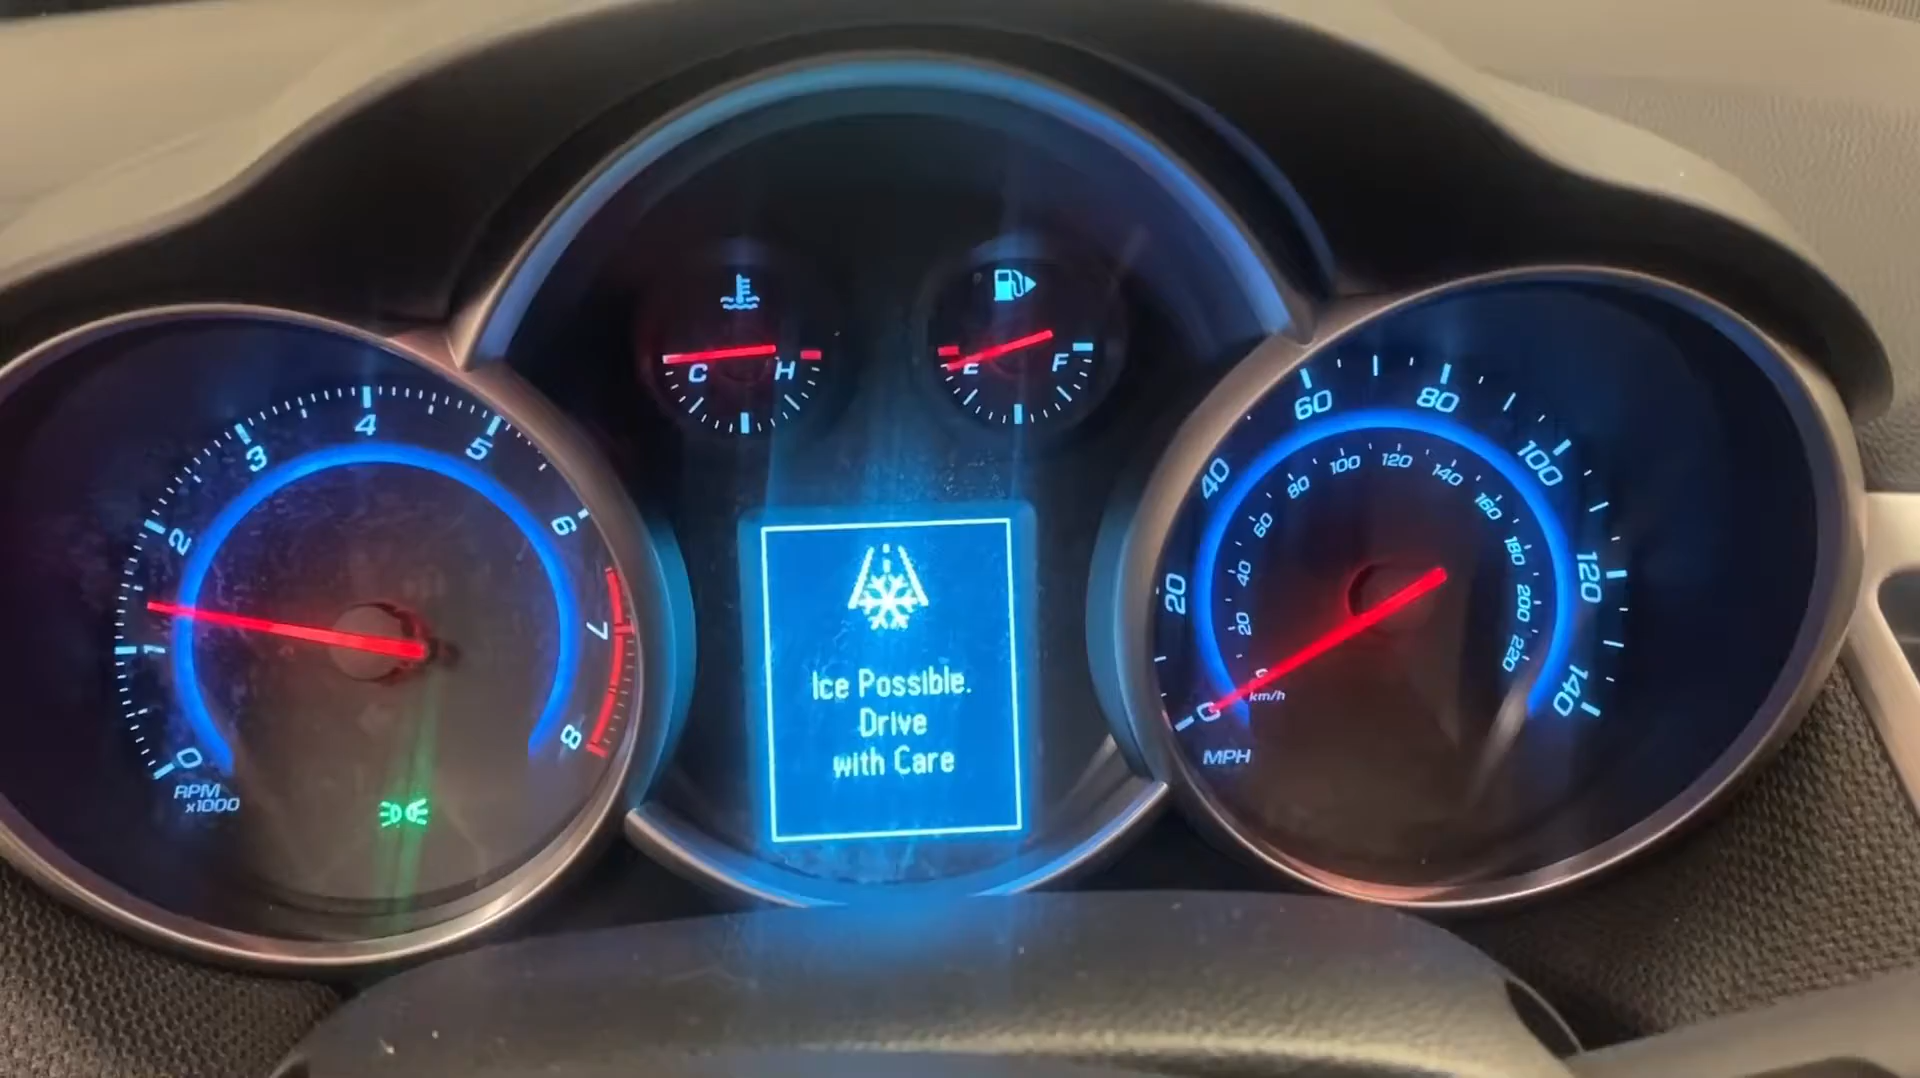 C H
E F
0 1 2 3 4 5 6 7 8
RPM
x1000
Ice Possible.
Drive
with Care
20 40 60 80 100 120 140
20 40 60 80 100 120 140 160 180 200 220
km/h
MPH